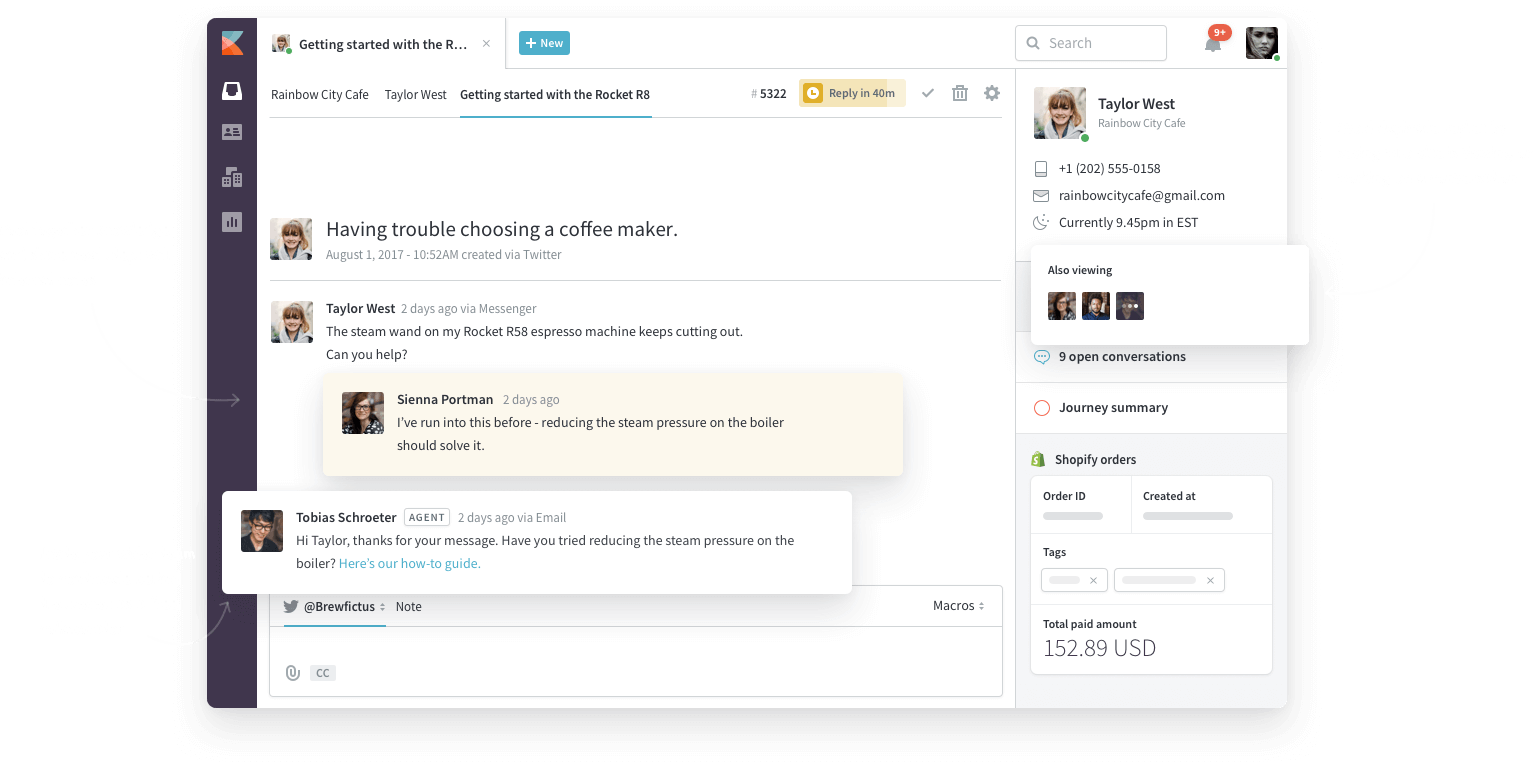 Getting started with the R…
+ New
Search
9+
Rainbow City Cafe
Taylor West
Getting started with the Rocket R8
# 5322
Reply in 40m
Having trouble choosing a coffee maker.
August 1, 2017 - 10:52AM created via Twitter
Taylor West 2 days ago via Messenger
The steam wand on my Rocket R58 espresso machine keeps cutting out.
Can you help?
Sienna Portman 2 days ago
I’ve run into this before - reducing the steam pressure on the boiler
should solve it.
Tobias Schroeter AGENT 2 days ago via Email
Hi Taylor, thanks for your message. Have you tried reducing the steam pressure on the
boiler? Here’s our how-to guide.
@Brewfictus
Note
Macros
CC
Taylor West
Rainbow City Cafe
+1 (202) 555-0158
rainbowcitycafe@gmail.com
Currently 9.45pm in EST
Also viewing
9 open conversations
Journey summary
Shopify orders
Order ID
Created at
Tags
Total paid amount
152.89 USD